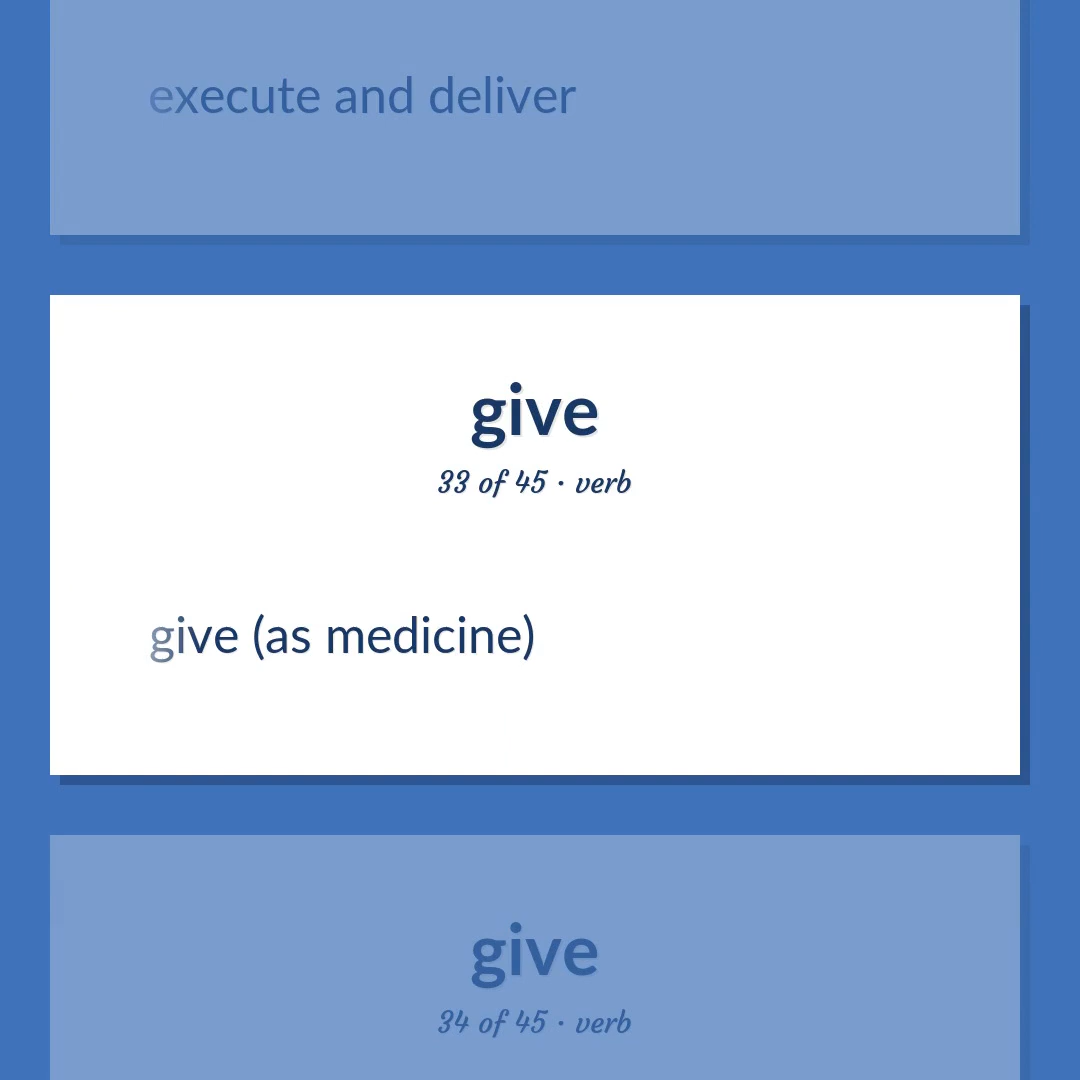 execute and deliver
give
33 of 45 · verb
give (as medicine)
give
34 of 45 · verb